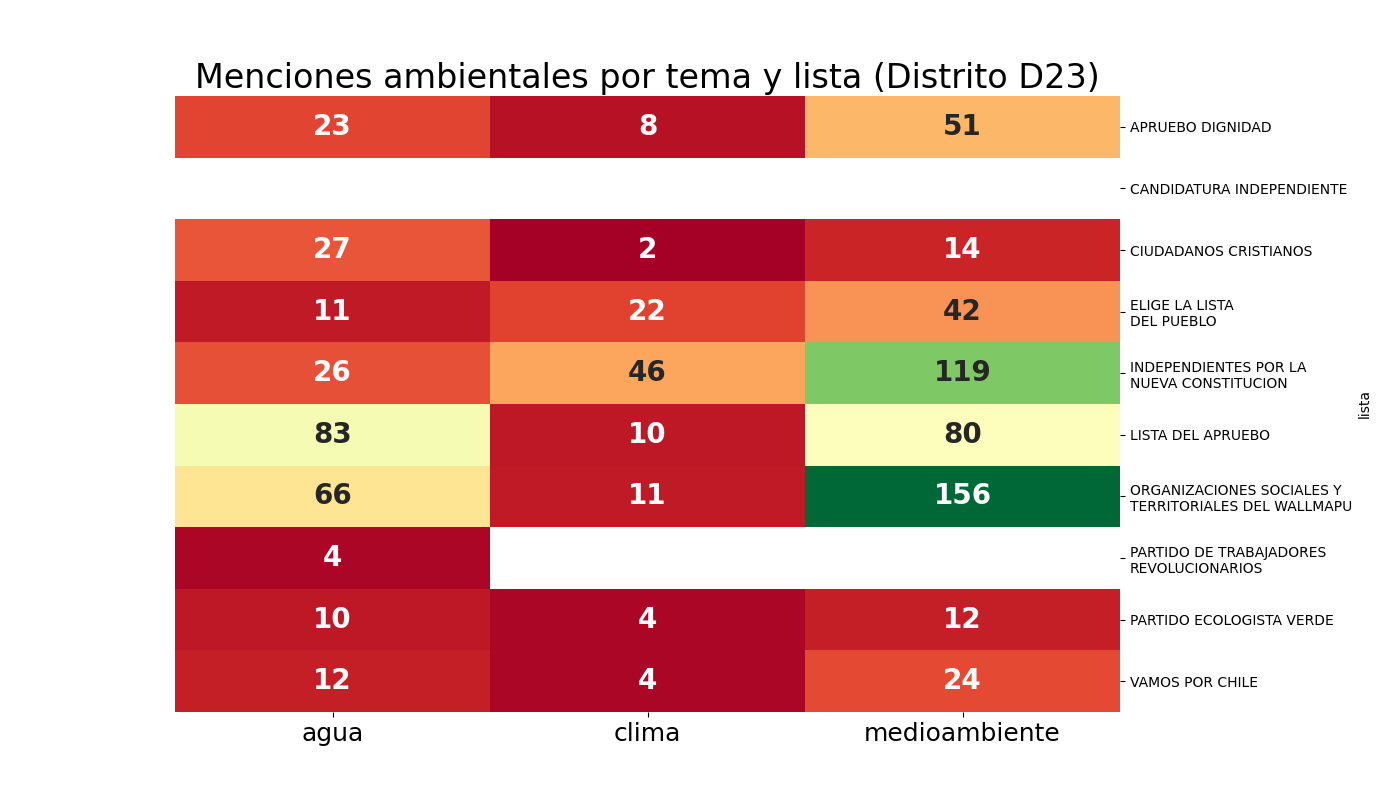 Menciones ambientales por tema y lista (Distrito D23)
23 8 51 APRUEBO DIGNIDAD
CANDIDATURA INDEPENDIENTE
27 2 14 CIUDADANOS CRISTIANOS
11 22 42 ELIGE LA LISTA
DEL PUEBLO
26 46 119 INDEPENDIENTES POR LA
NUEVA CONSTITUCION
lista
83 10 80 LISTA DEL APRUEBO
66 11 156 ORGANIZACIONES SOCIALES Y
TERRITORIALES DEL WALLMAPU
4 PARTIDO DE TRABAJADORES
REVOLUCIONARIOS
10 4 12 PARTIDO ECOLOGISTA VERDE
12 4 24 VAMOS POR CHILE
agua clima medioambiente